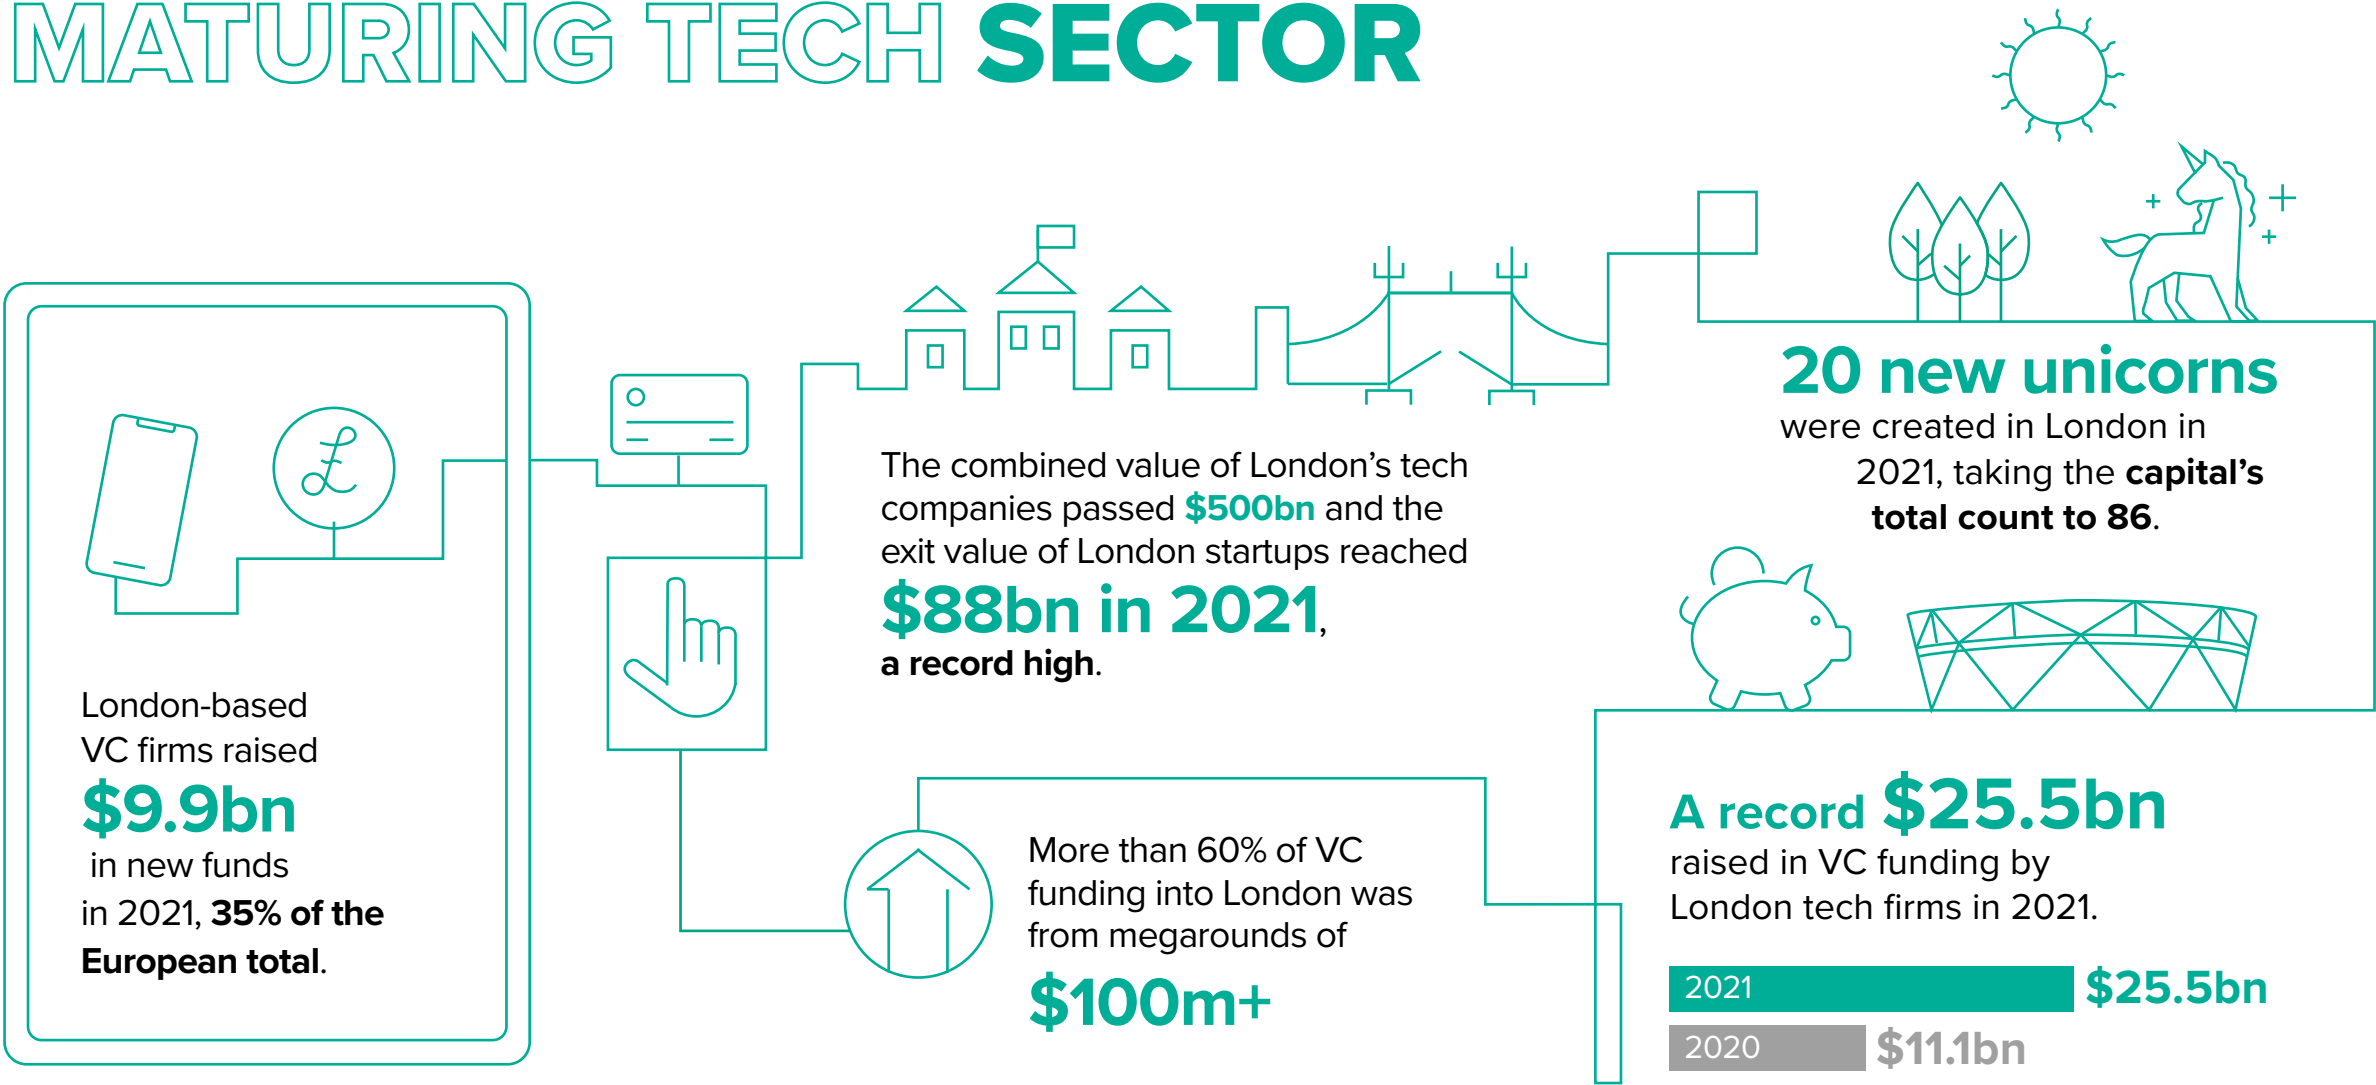 MATURING TECH SECTOR
London-based
VC firms raised
$9.9bn
in new funds
in 2021, 35% of the
European total.
The combined value of London’s tech
companies passed $500bn and the
exit value of London startups reached
$88bn in 2021,
a record high.
More than 60% of VC
funding into London was
from megarounds of
$100m+
20 new unicorns
were created in London in
2021, taking the capital’s
total count to 86.
A record $25.5bn
raised in VC funding by
London tech firms in 2021.
2021 $25.5bn
2020 $11.1bn